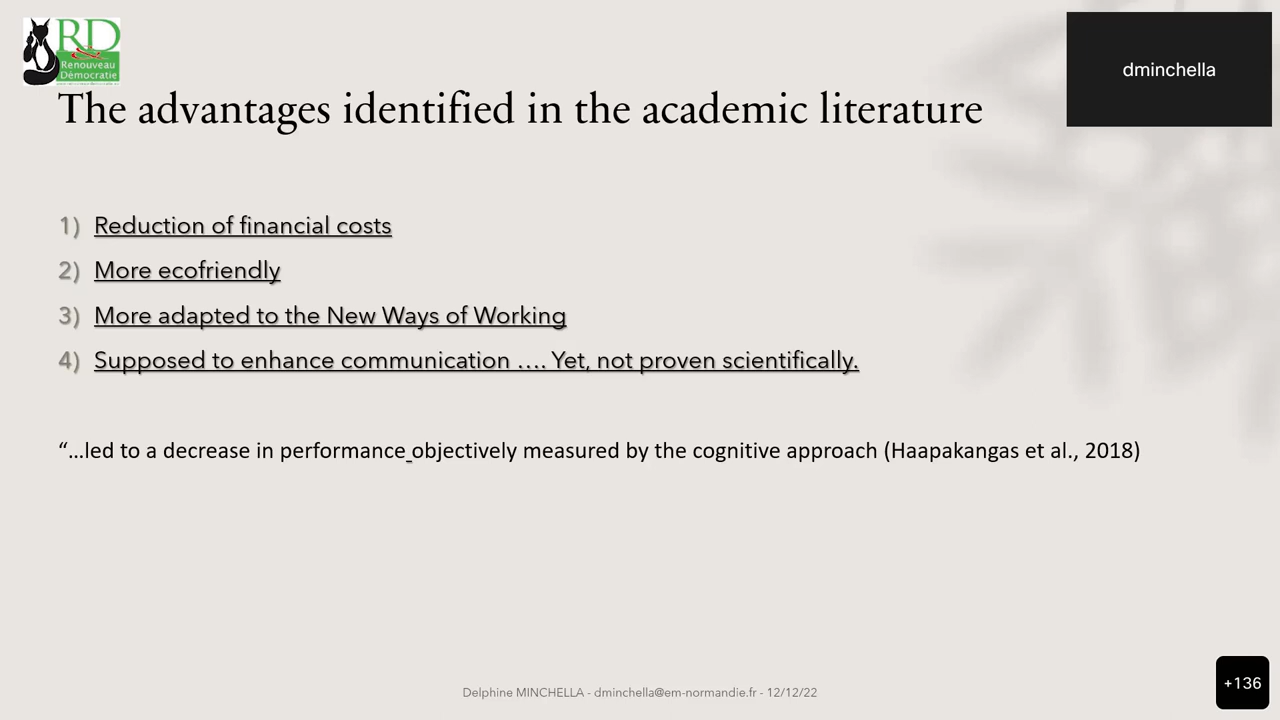 RD
Renouveau
Démocratie
dminchella
The advantages identified in the academic literature
1) Reduction of financial costs
2) More ecofriendly
3) More adapted to the New Ways of Working
4) Supposed to enhance communication …. Yet, not proven scientifically.
“…led to a decrease in performance objectively measured by the cognitive approach (Haapakangas et al., 2018)
Delphine MINCHELLA - dminchella@em-normandie.fr - 12/12/22
+136